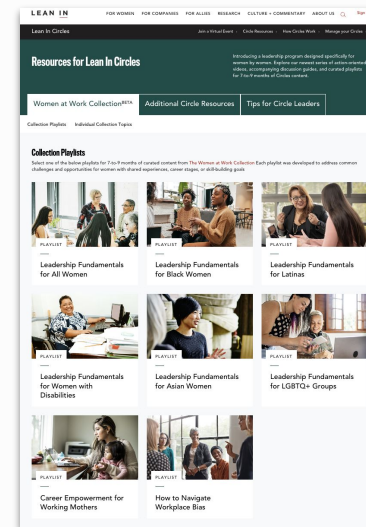 LEAN IN
FOR WOMEN FOR COMPANIES FOR ALLIES RESEARCH CULTURE + COMMENTARY ABOUT US Sign
Lean In Circles
Join a Virtual Event Circle Resources How Circles Work Manage your Circles
Resources for Lean In Circles
Introducing a leadership program designed specifically for
women by women. Explore our newest series of action-oriented
videos, accompanying discussion guides, and curated playlists
for 7-to-9 months of Circles content.
Women at Work Collection BETA
Additional Circle Resources
Tips for Circle Leaders
Collection Playlists Individual Collection Topics
Collection Playlists
Select one of the below playlists for 7-to-9 months of curated content from The Women at Work Collection Each playlist was developed to address common
challenges and opportunities for women with shared experiences, career stages, or skill-building goals
PLAYLIST
Leadership Fundamentals
for All Women
PLAYLIST
Leadership Fundamentals
for Black Women
PLAYLIST
Leadership Fundamentals
for Latinas
PLAYLIST
Leadership Fundamentals
for Women with
Disabilities
PLAYLIST
Leadership Fundamentals
for Asian Women
PLAYLIST
Leadership Fundamentals
for LGBTQ+ Groups
PLAYLIST
Career Empowerment for
Working Mothers
PLAYLIST
How to Navigate
Workplace Bias